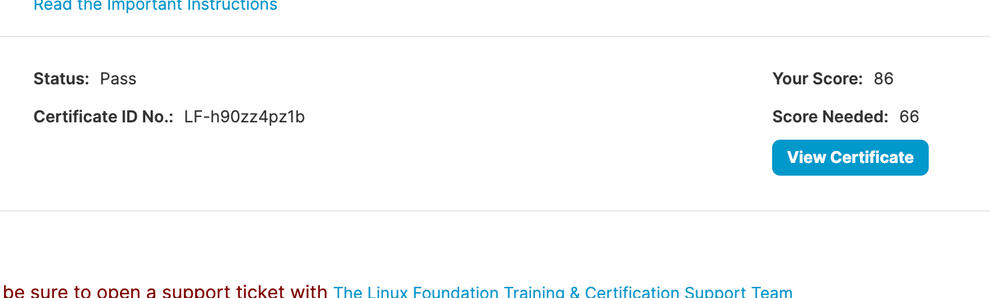 Read the Important Instructions
Status: Pass
Your Score: 86
Certificate ID No.: LF-h90zz4pz1b
Score Needed: 66
View Certificate
be sure to open a support ticket with The Linux Foundation Training & Certification Support Team